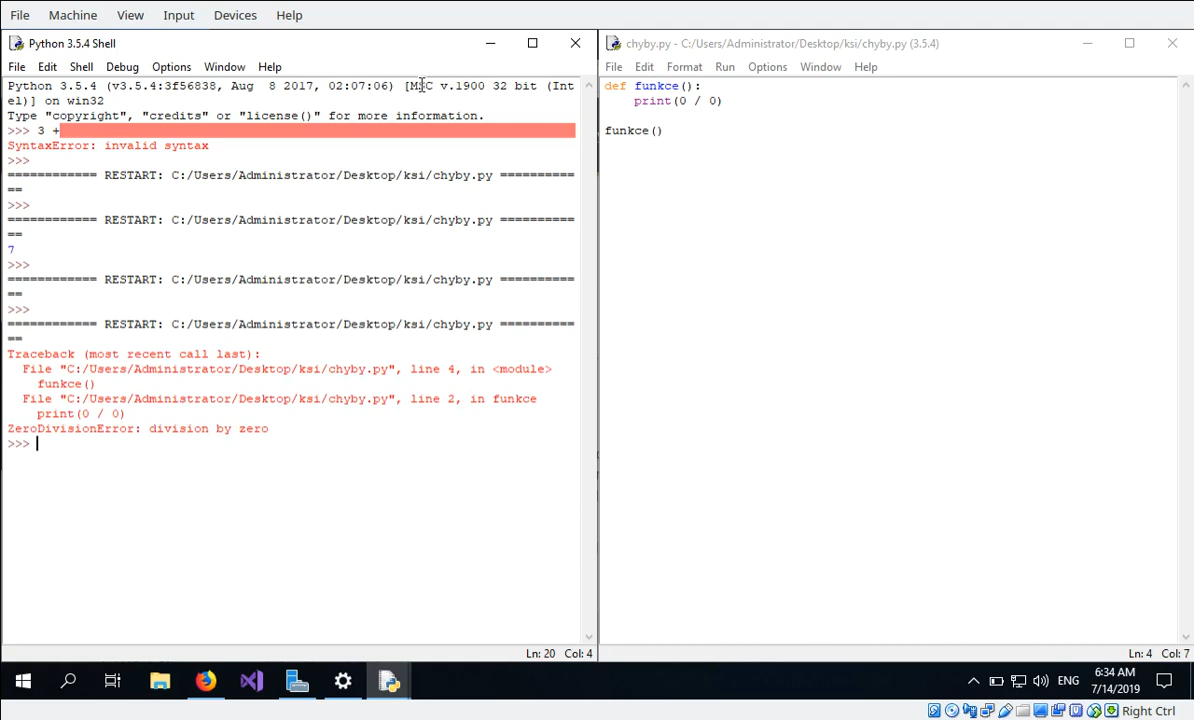 File Machine View Input Devices Help
Python 3.5.4 Shell
File Edit Shell Debug Options Window Help
Python 3.5.4 (v3.5.4:3f56838, Aug  8 2017, 02:07:06) [MSC v.1900 32 bit (Int
el)] on win32
Type "copyright", "credits" or "license()" for more information.
>>> 3 +
SyntaxError: invalid syntax
>>>
============ RESTART: C:/Users/Administrator/Desktop/ksi/chyby.py ==========
==
>>>
============ RESTART: C:/Users/Administrator/Desktop/ksi/chyby.py ==========
==
7
>>>
============ RESTART: C:/Users/Administrator/Desktop/ksi/chyby.py ==========
==
>>>
============ RESTART: C:/Users/Administrator/Desktop/ksi/chyby.py ==========
==
Traceback (most recent call last):
  File "C:/Users/Administrator/Desktop/ksi/chyby.py", line 4, in <module>
    funkce()
  File "C:/Users/Administrator/Desktop/ksi/chyby.py", line 2, in funkce
    print(0 / 0)
ZeroDivisionError: division by zero
>>>
Ln: 20 Col: 4
chyby.py - C:/Users/Administrator/Desktop/ksi/chyby.py (3.5.4)
File Edit Format Run Options Window Help
def funkce():
    print(0 / 0)
funkce()
Ln: 4 Col: 7
ENG
6:34 AM
7/14/2019
Right Ctrl